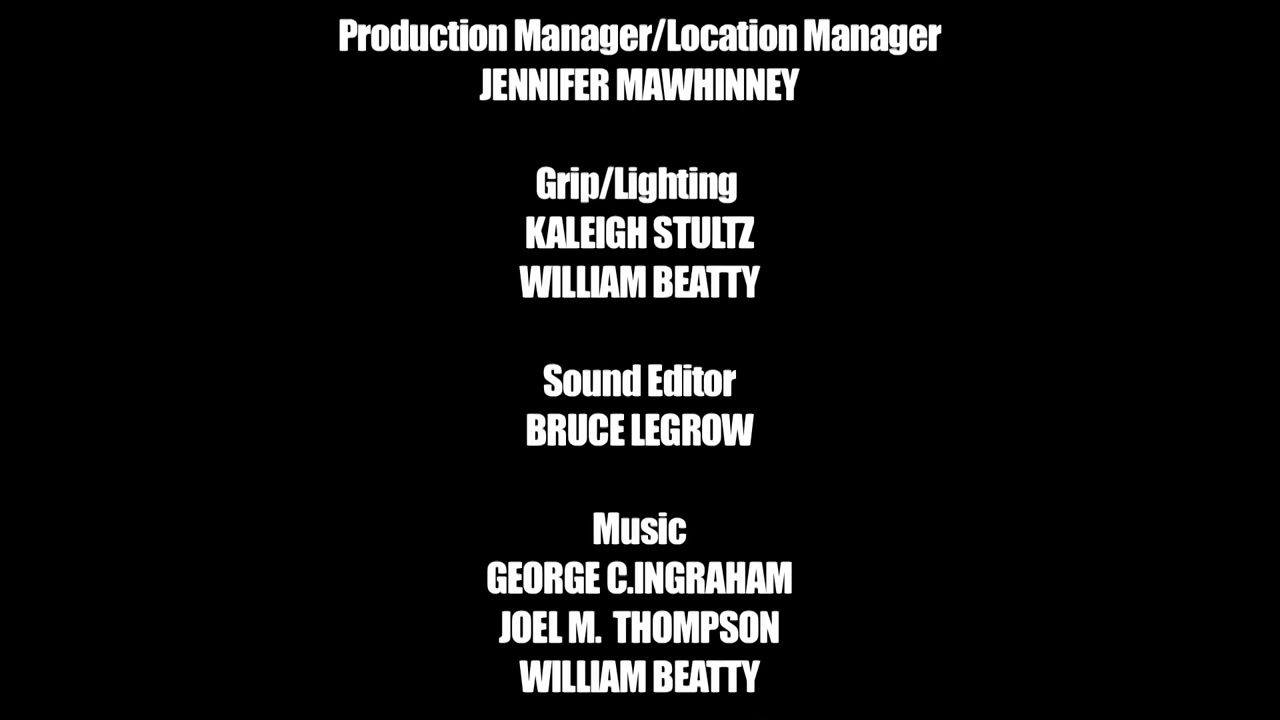 Production Manager/Location Manager
JENNIFER MAWHINNEY
Grip/Lighting
KALEIGH STULTZ
WILLIAM BEATTY
Sound Editor
BRUCE LEGROW
Music
GEORGE C.INGRAHAM
JOEL M.  THOMPSON
WILLIAM BEATTY